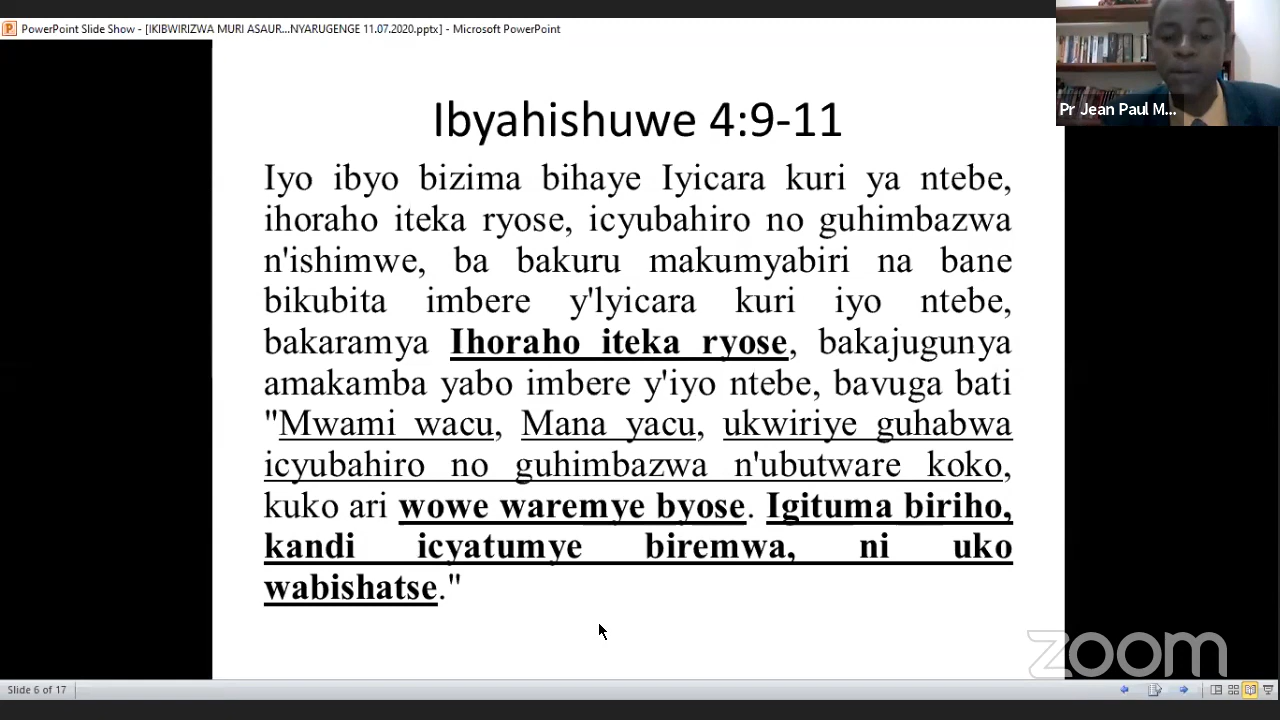 PowerPoint Slide Show - [IKIBWIRIZWA MURI ASAUR...NYARUGENGE 11.07.2020.pptx] - Microsoft PowerPoint
Pr Jean Paul M...
Ibyahishuwe 4:9-11
Iyo ibyo bizima bihaye Iyicara kuri ya ntebe,
ihoraho iteka ryose, icyubahiro no guhimbazwa
n'ishimwe, ba bakuru makumyabiri na bane
bikubita imbere y'lyicara kuri iyo ntebe,
bakaramya Ihoraho iteka ryose, bakajugunya
amakamba yabo imbere y'iyo ntebe, bavuga bati
"Mwami wacu, Mana yacu, ukwiriye guhabwa
icyubahiro no guhimbazwa n'ubutware koko,
kuko ari wowe waremye byose. Igituma biriho,
kandi icyatumye biremwa, ni uko
wabishatse."
zoom
Slide 6 of 17